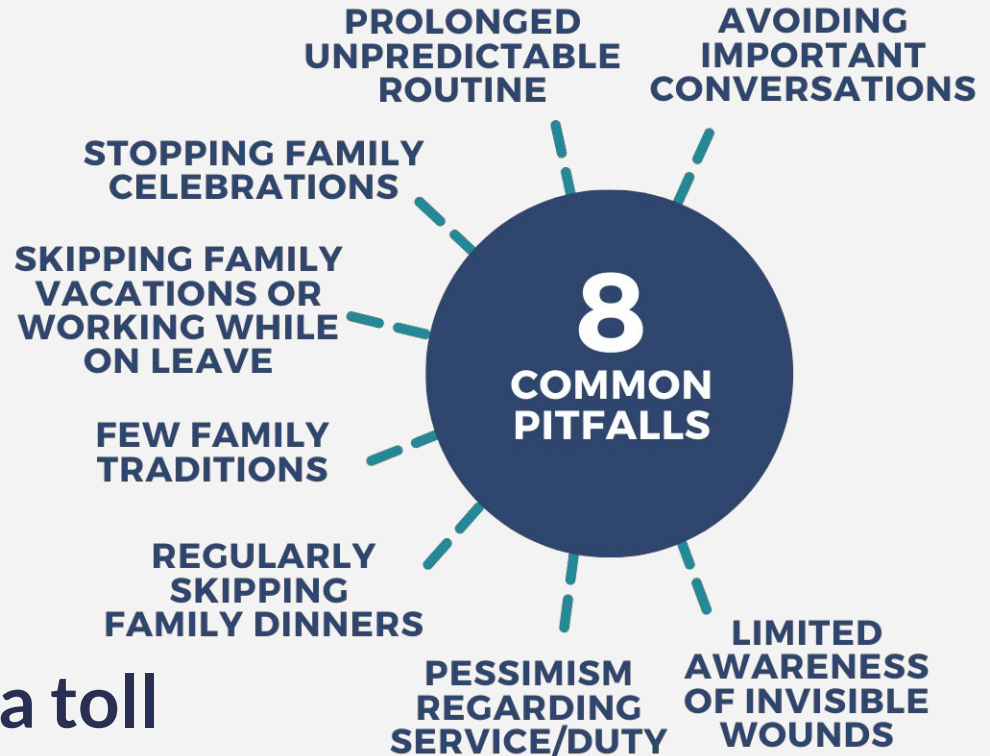 PROLONGED
UNPREDICTABLE
ROUTINE
AVOIDING
IMPORTANT
CONVERSATIONS
STOPPING FAMILY
CELEBRATIONS
SKIPPING FAMILY
VACATIONS OR
WORKING WHILE
ON LEAVE
8
COMMON
PITFALLS
FEW FAMILY
TRADITIONS
REGULARLY
SKIPPING
FAMILY DINNERS
PESSIMISM
REGARDING
SERVICE/DUTY
LIMITED
AWARENESS
OF INVISIBLE
WOUNDS
a toll